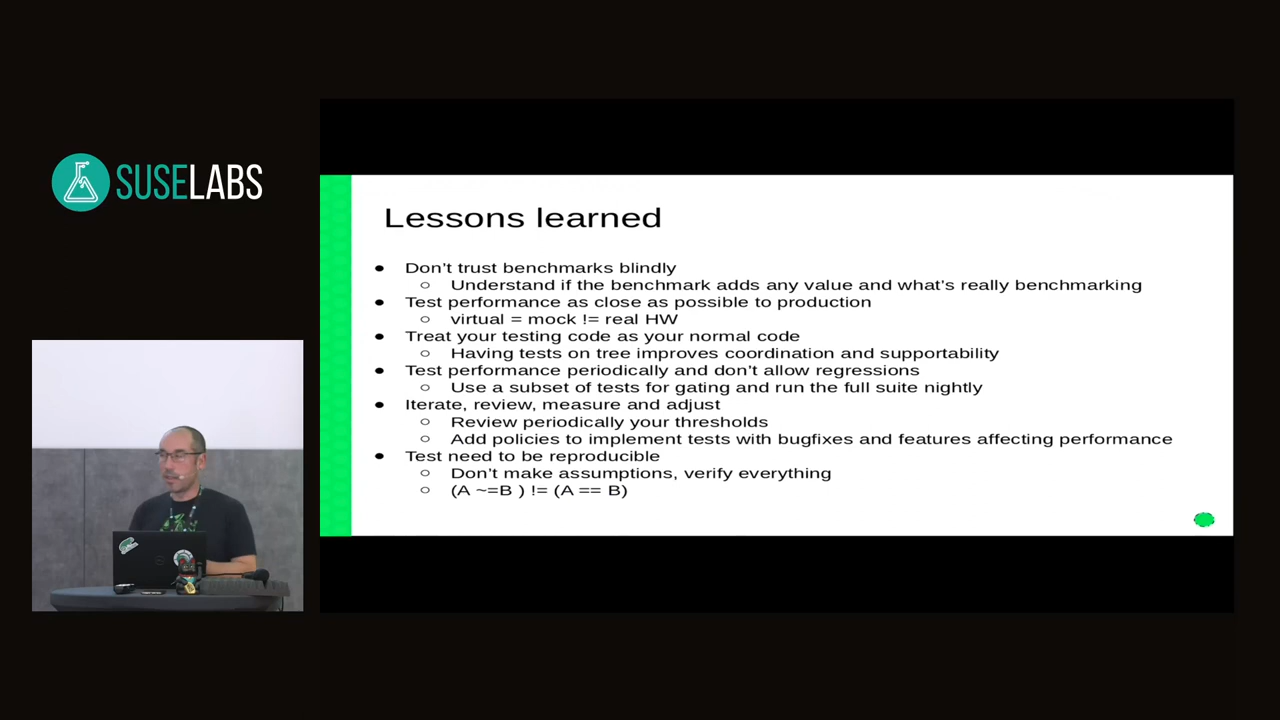 SUSELABS
Lessons learned
● Don't trust benchmarks blindly
○ Understand if the benchmark adds any value and what's really benchmarking
● Test performance as close as possible to production
○ virtual = mock != real HW
● Treat your testing code as your normal code
○ Having tests on tree improves coordination and supportability
● Test performance periodically and don't allow regressions
○ Use a subset of tests for gating and run the full suite nightly
● Iterate, review, measure and adjust
○ Review periodically your thresholds
○ Add policies to implement tests with bugfixes and features affecting performance
● Test need to be reproducible
○ Don't make assumptions, verify everything
○ (A ~=B ) != (A == B)